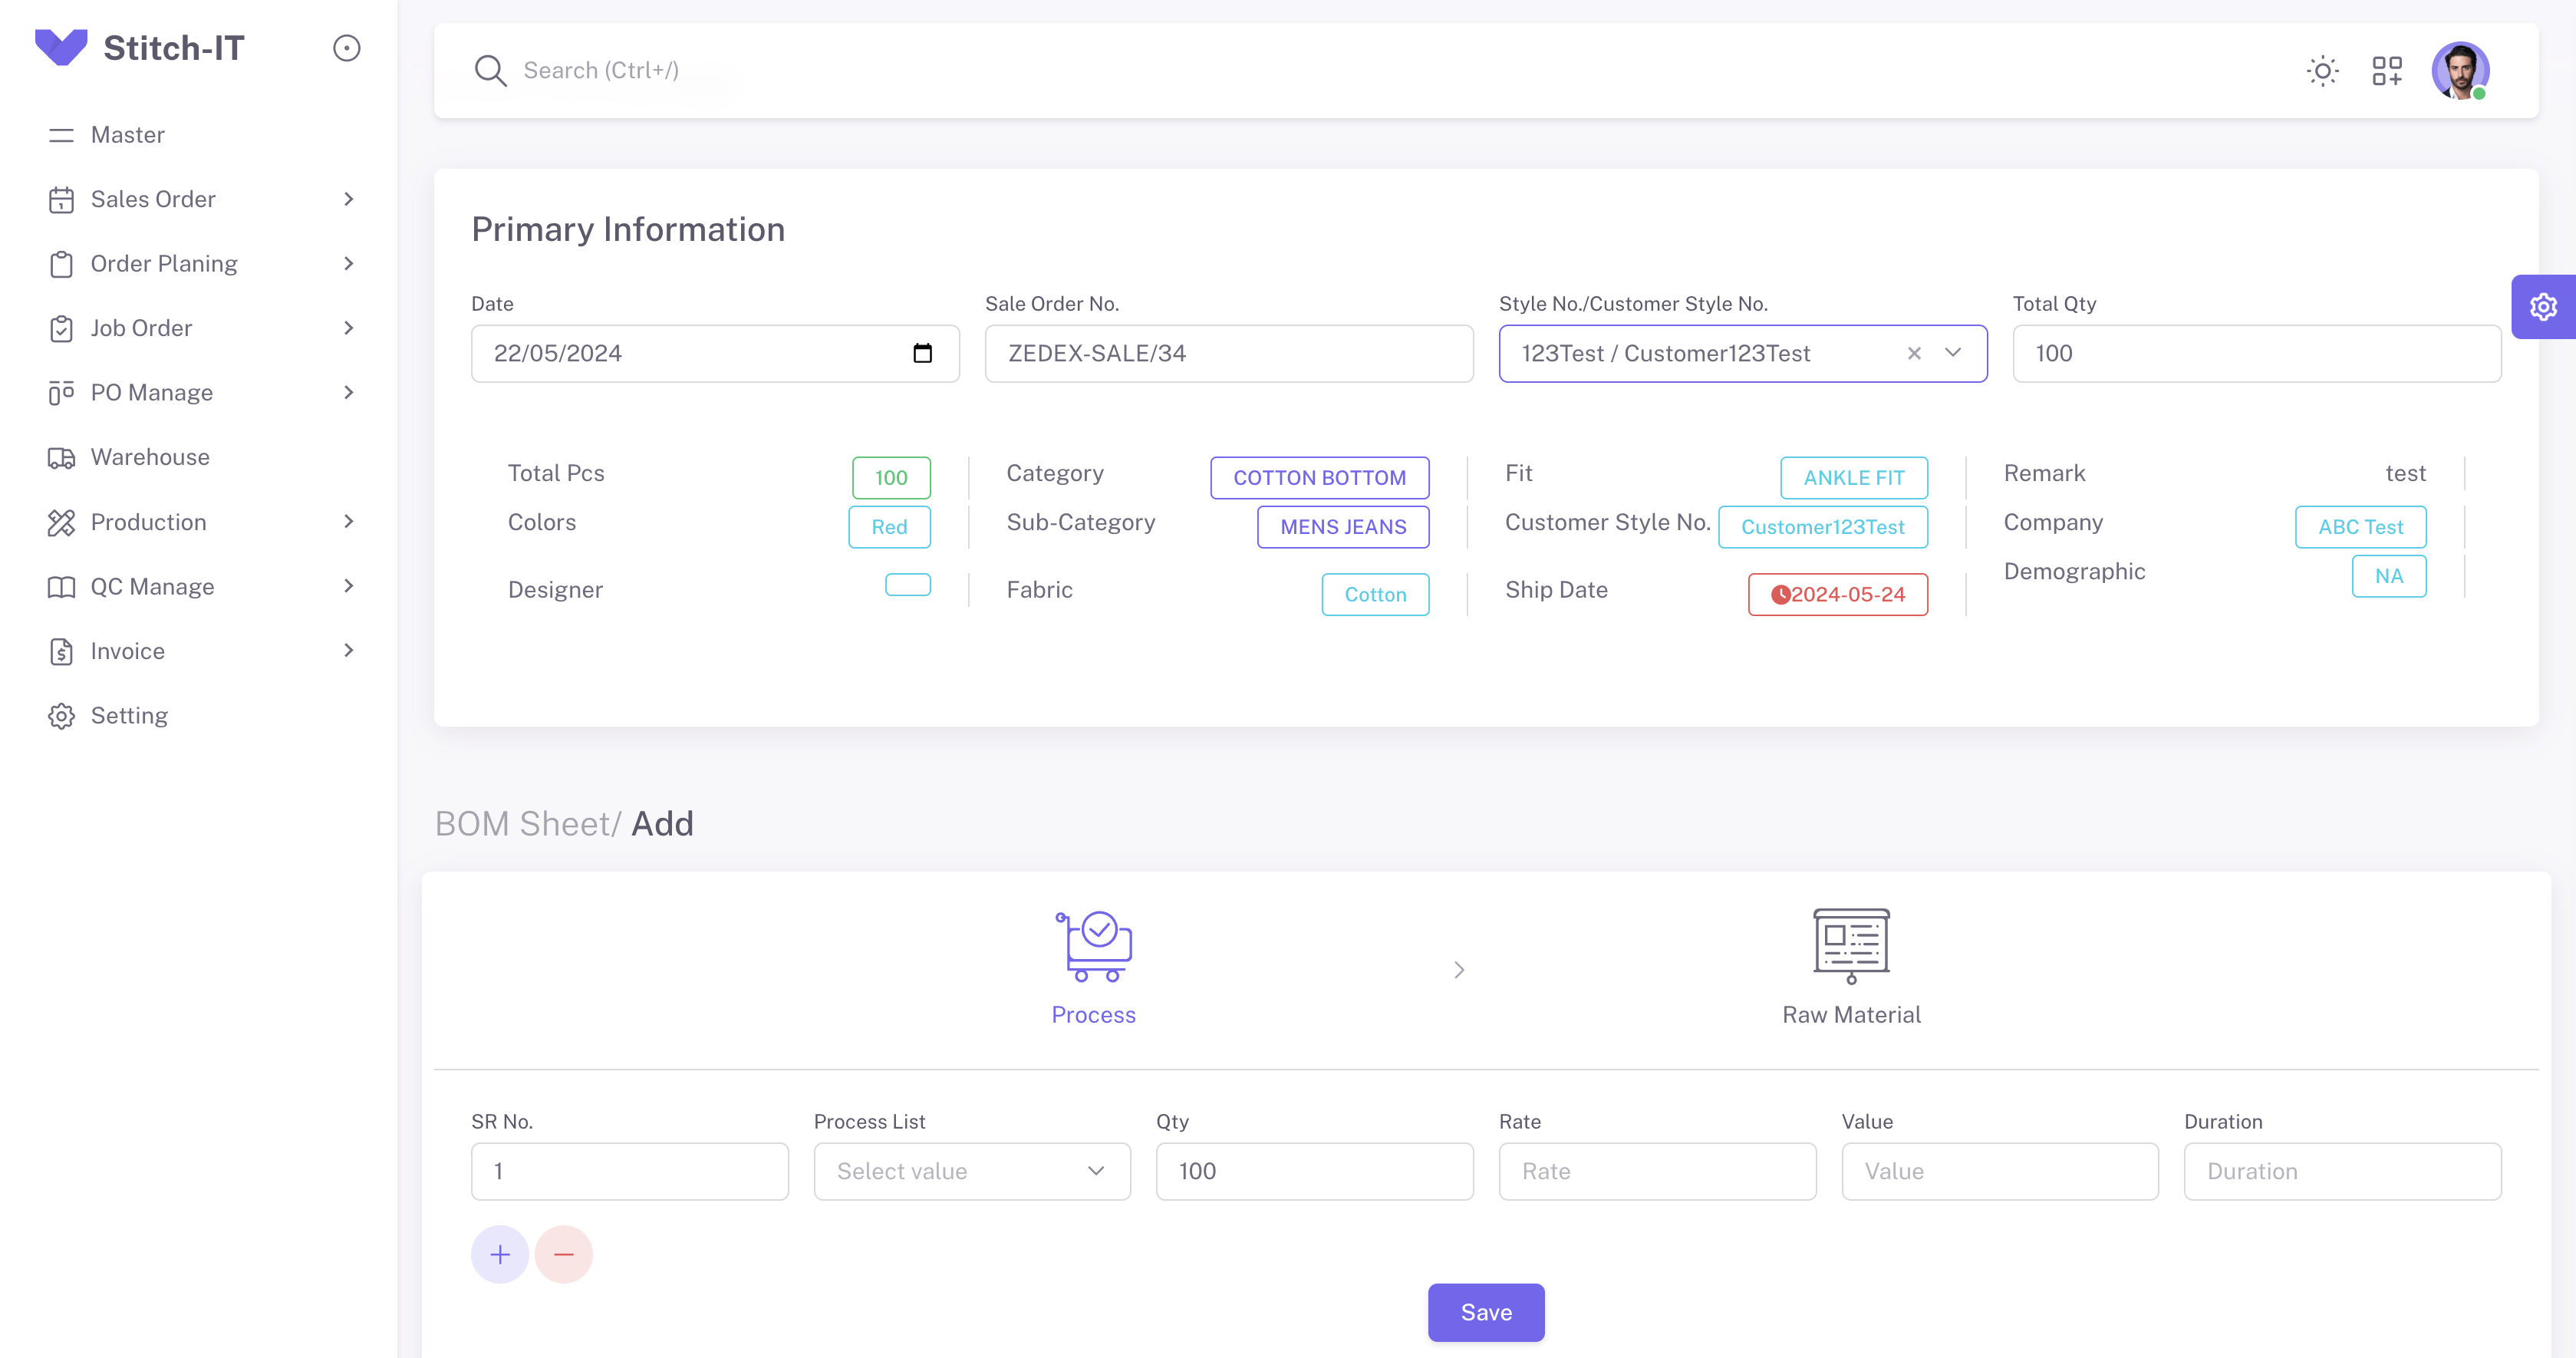 Stitch-IT
Search (Ctrl+/)
Master
Sales Order
Order Planing
Job Order
PO Manage
Warehouse
Production
QC Manage
Invoice
Setting
Primary Information
Date
Sale Order No.
Style No./Customer Style No.
Total Qty
22/05/2024
ZEDEX-SALE/34
123Test / Customer123Test
100
Total Pcs
100
Category
COTTON BOTTOM
Fit
ANKLE FIT
Remark
test
Colors
Red
Sub-Category
MENS JEANS
Customer Style No.
Customer123Test
Company
ABC Test
Designer
Fabric
Cotton
Ship Date
2024-05-24
Demographic
NA
BOM Sheet/ Add
Process
Raw Material
SR No.
Process List
Qty
Rate
Value
Duration
1
Select value
100
Rate
Value
Duration
Save